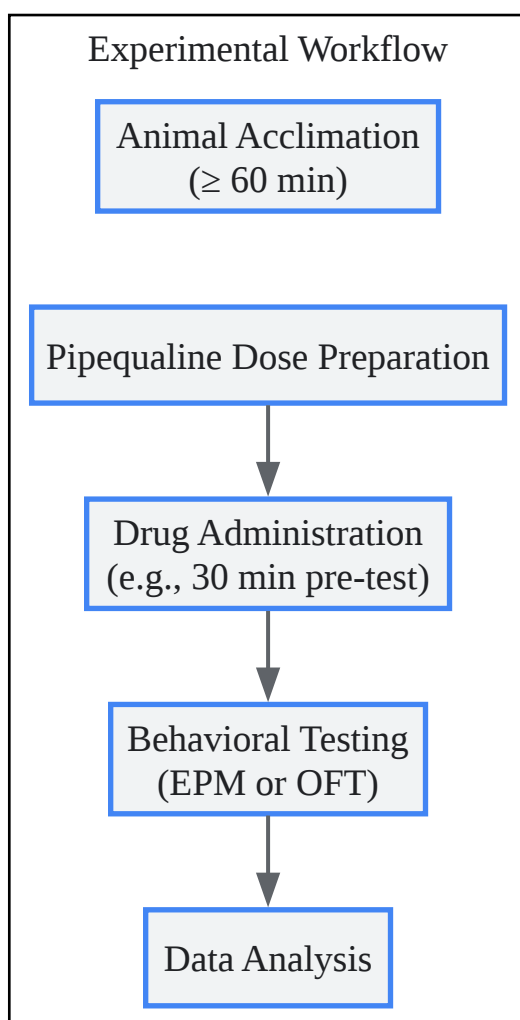 Experimental Workflow
Animal Acclimation
(≥ 60 min)
Pipequaline Dose Preparation
Drug Administration
(e.g., 30 min pre-test)
Behavioral Testing
(EPM or OFT)
Data Analysis